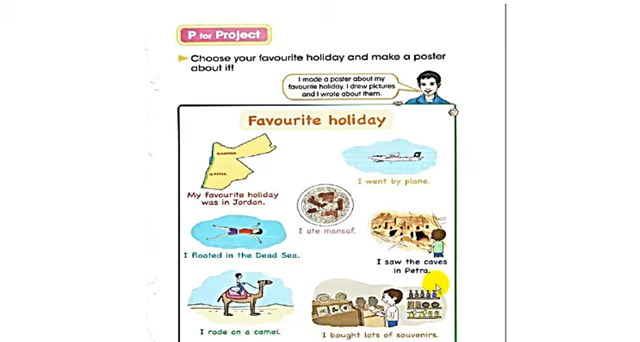 P for Project
Choose your favourite holiday and make a poster
about it!
I made a poster about my
favourite holiday. I drew pictures
and I wrote about them.
Favourite holiday
My favourite holiday
was in Jordan.
I went by plane.
I ate mansaf.
I floated in the Dead Sea.
I saw the caves
in Petra.
I rode on a camel.
I bought lots of souvenirs.